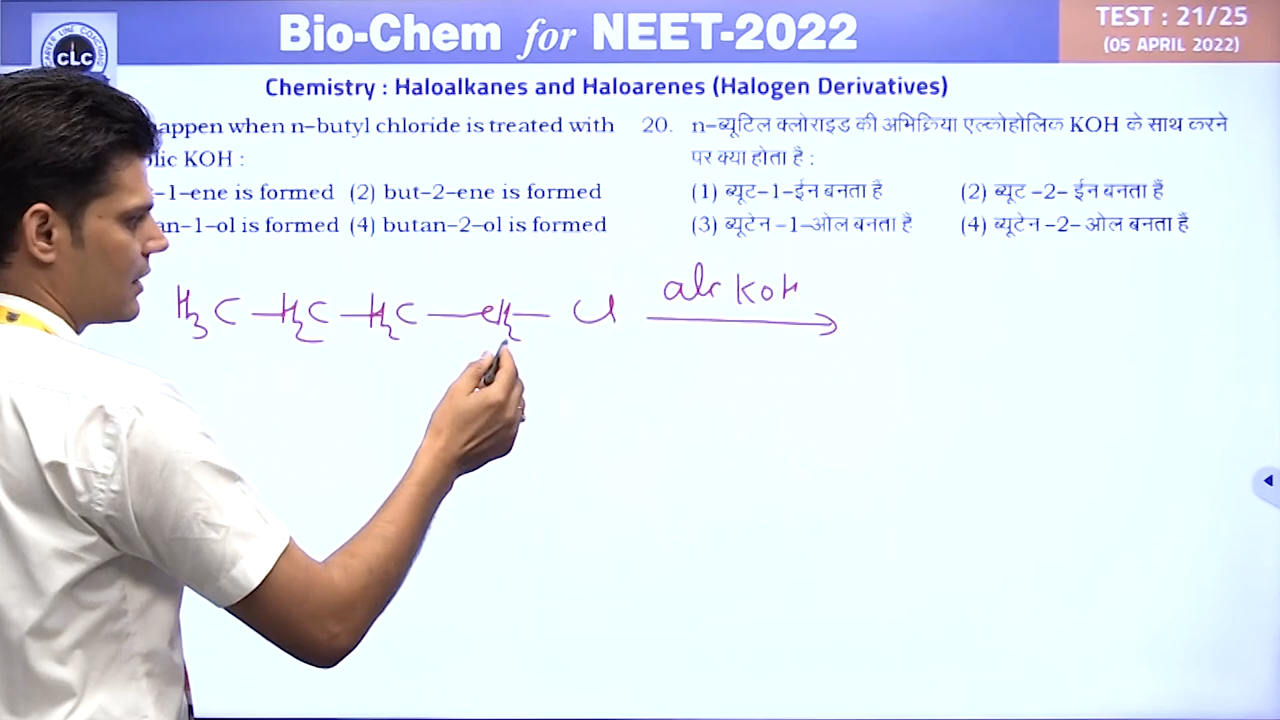 Bio-Chem for NEET-2022
TEST : 21/25
(05 APRIL 2022)
CLC
Chemistry : Haloalkanes and Haloarenes (Halogen Derivatives)
appen when n–butyl chloride is treated with
lic KOH :
–1–ene is formed (2) but–2–ene is formed
an–1–ol is formed (4) butan–2–ol is formed
20. n–ब्यूटिल क्लोराइड की अभिक्रिया एल्कोहोलिक KOH के साथ करने
पर क्या होता है :
(1) ब्यूट–1–ईन बनता है (2) ब्यूट –2– ईन बनता है
(3) ब्यूटेन –1–ओल बनता है (4) ब्यूटेन –2– ओल बनता है
H3C — H2C — H2C — CH2 — Cl alc KOH →